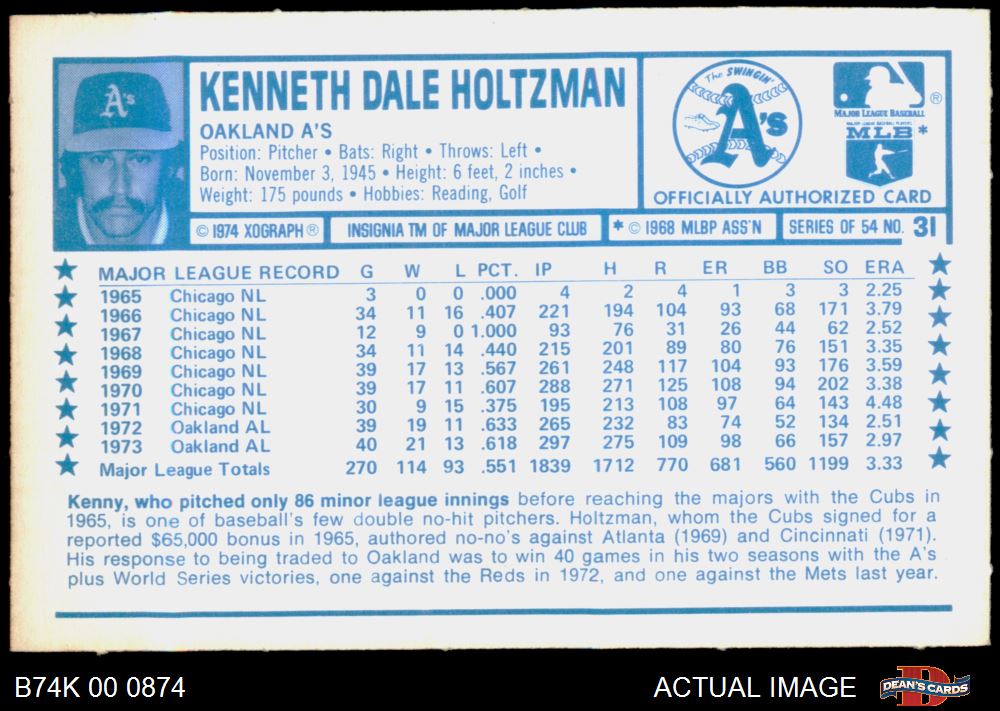 A's
KENNETH DALE HOLTZMAN
OAKLAND A'S
Position: Pitcher • Bats: Right • Throws: Left •
Born: November 3, 1945 • Height: 6 feet, 2 inches •
Weight: 175 pounds • Hobbies: Reading, Golf
The SWINGIN'
A's
MAJOR LEAGUE BASEBALL
®
MAJOR LEAGUE BASEBALL PLAYERS
MLB *
OFFICIALLY AUTHORIZED CARD
© 1974 XOGRAPH ® INSIGNIA TM OF MAJOR LEAGUE CLUB * © 1968 MLBP ASS'N SERIES OF 54 NO. 31
MAJOR LEAGUE RECORD G W L PCT. IP H R ER BB SO ERA
1965 Chicago NL 3 0 0 .000 4 2 4 1 3 3 2.25
1966 Chicago NL 34 11 16 .407 221 194 104 93 68 171 3.79
1967 Chicago NL 12 9 0 1.000 93 76 31 26 44 62 2.52
1968 Chicago NL 34 11 14 .440 215 201 89 80 76 151 3.35
1969 Chicago NL 39 17 13 .567 261 248 117 104 93 176 3.59
1970 Chicago NL 39 17 11 .607 288 271 125 108 94 202 3.38
1971 Chicago NL 30 9 15 .375 195 213 108 97 64 143 4.48
1972 Oakland AL 39 19 11 .633 265 232 83 74 52 134 2.51
1973 Oakland AL 40 21 13 .618 297 275 109 98 66 157 2.97
Major League Totals 270 114 93 .551 1839 1712 770 681 560 1199 3.33
Kenny, who pitched only 86 minor league innings before reaching the majors with the Cubs in
1965, is one of baseball's few double no-hit pitchers. Holtzman, whom the Cubs signed for a
reported $65,000 bonus in 1965, authored no-no's against Atlanta (1969) and Cincinnati (1971).
His response to being traded to Oakland was to win 40 games in his two seasons with the A's
plus World Series victories, one against the Reds in 1972, and one against the Mets last year.
B74K 00 0874
ACTUAL IMAGE
D
DEAN'S CARDS